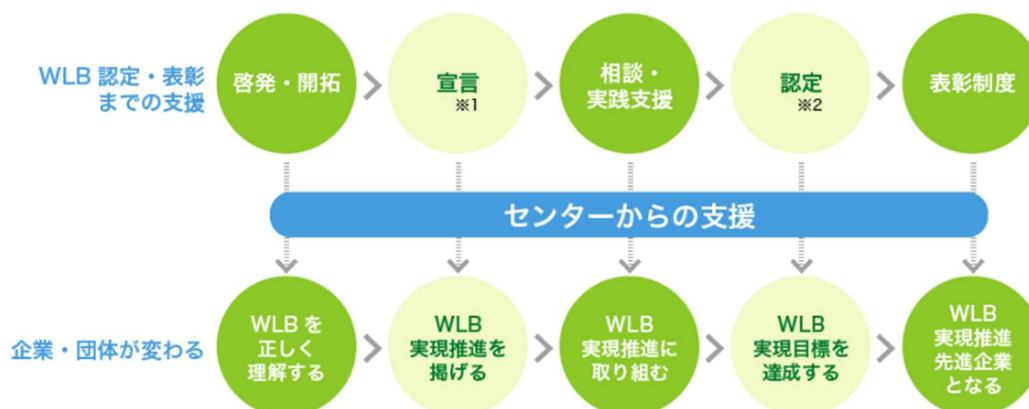 WLB 認定・表彰
までの支援
啓発・開拓
宣言
※1
相談・
実践支援
認定
※2
表彰制度
センターからの支援
企業・団体が変わる
WLBを
正しく
理解する
WLB
実現推進を
掲げる
WLB
実現推進に
取り組む
WLB
実現目標を
達成する
WLB
実現推進
先進企業
となる